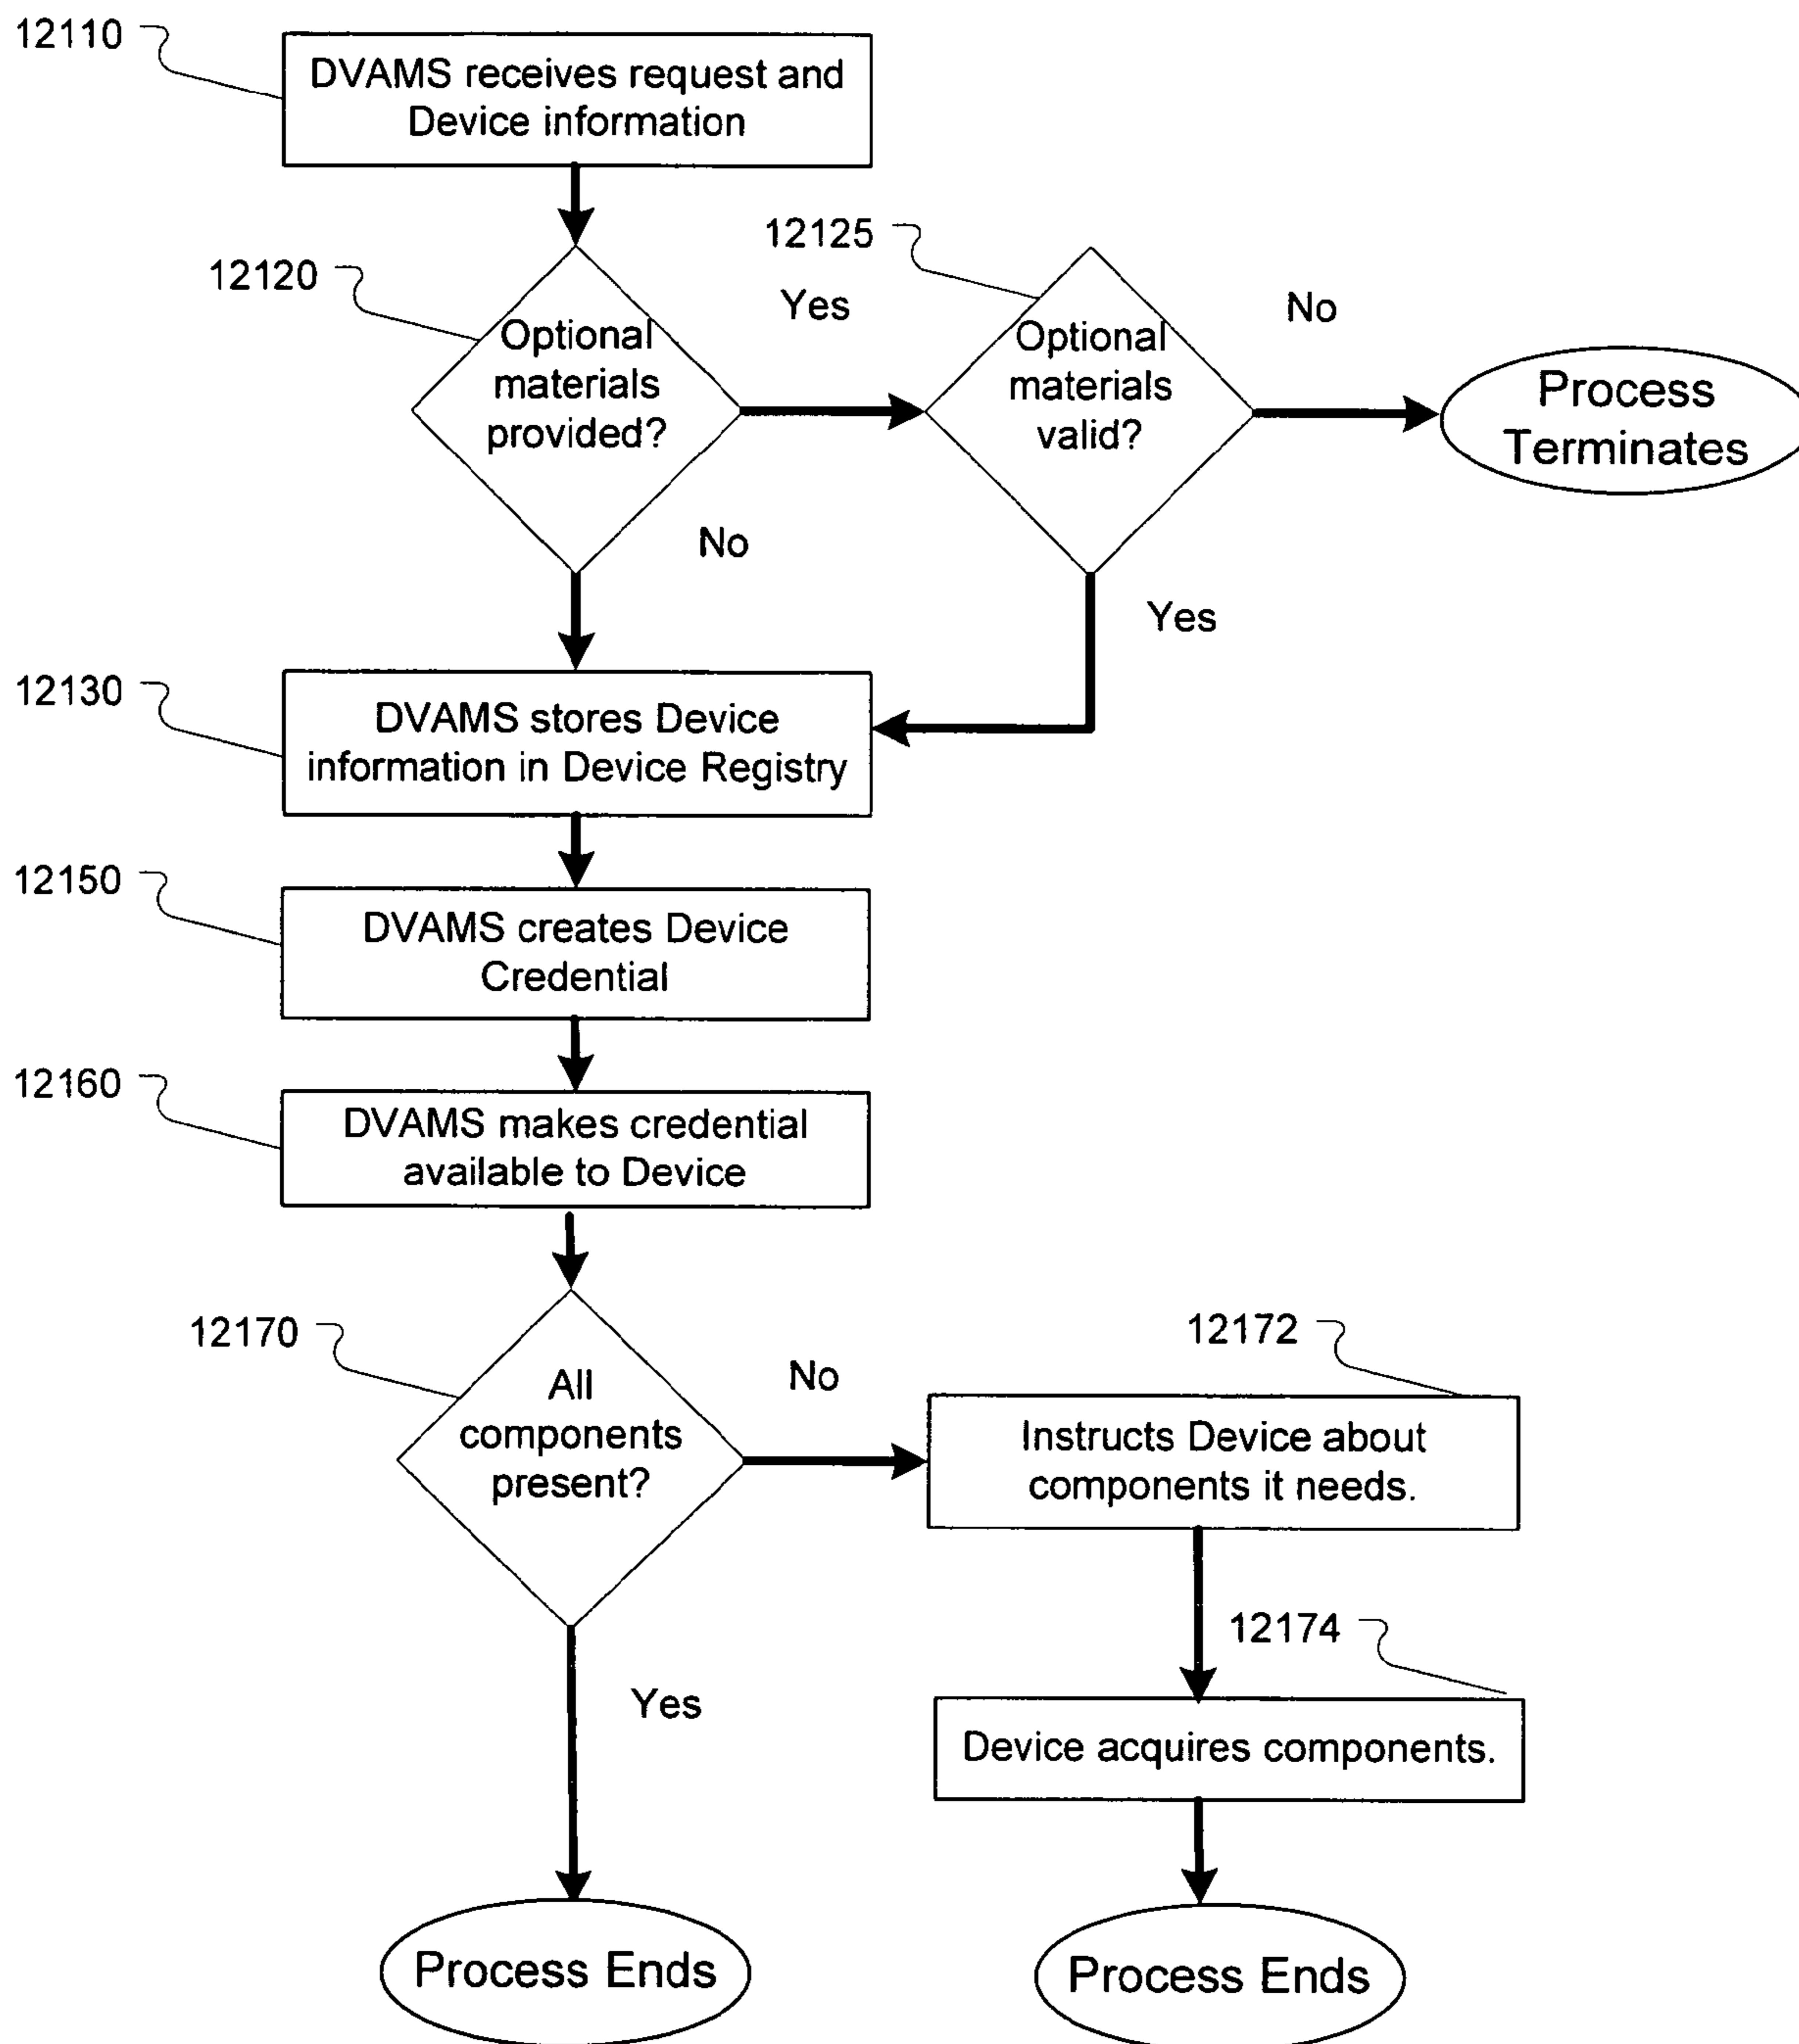 12110
DVAMS receives request and
Device information
12120
Optional
materials
provided?
Yes
12125
Optional
materials
valid?
No
Process
Terminates
No
Yes
12130
DVAMS stores Device
information in Device Registry
12150
DVAMS creates Device
Credential
12160
DVAMS makes credential
available to Device
12170
All
components
present?
No
12172
Instructs Device about
components it needs.
12174
Device acquires components.
Yes
Process Ends
Process Ends